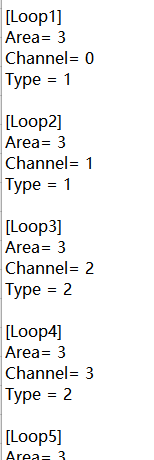 [Loop1]
Area= 3
Channel= 0
Type = 1
[Loop2]
Area= 3
Channel= 1
Type = 1
[Loop3]
Area= 3
Channel= 2
Type = 2
[Loop4]
Area= 3
Channel= 3
Type = 2
[Loop5]
Area= 3